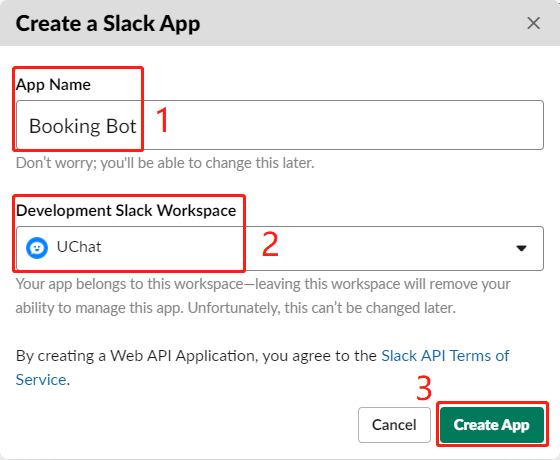 Create a Slack App
App Name
Booking Bot
1
Don't worry; you'll be able to change this later.
Development Slack Workspace
UChat
2
Your app belongs to this workspace—leaving this workspace will remove your
ability to manage this app. Unfortunately, this can't be changed later.
By creating a Web API Application, you agree to the Slack API Terms of
Service.
3
Cancel
Create App